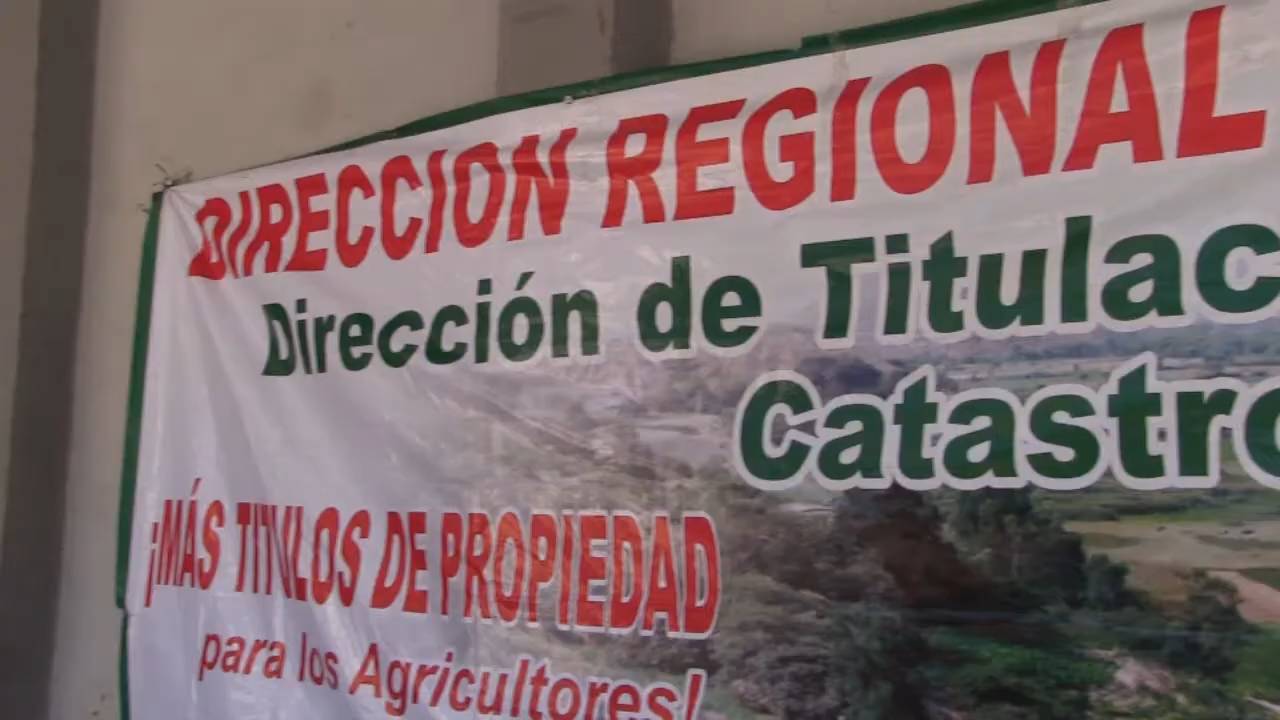 DIRECCION REGIONAL
Dirección de Titulac
Catastro
¡MÁS TITULOS DE PROPIEDAD
para los Agricultores!